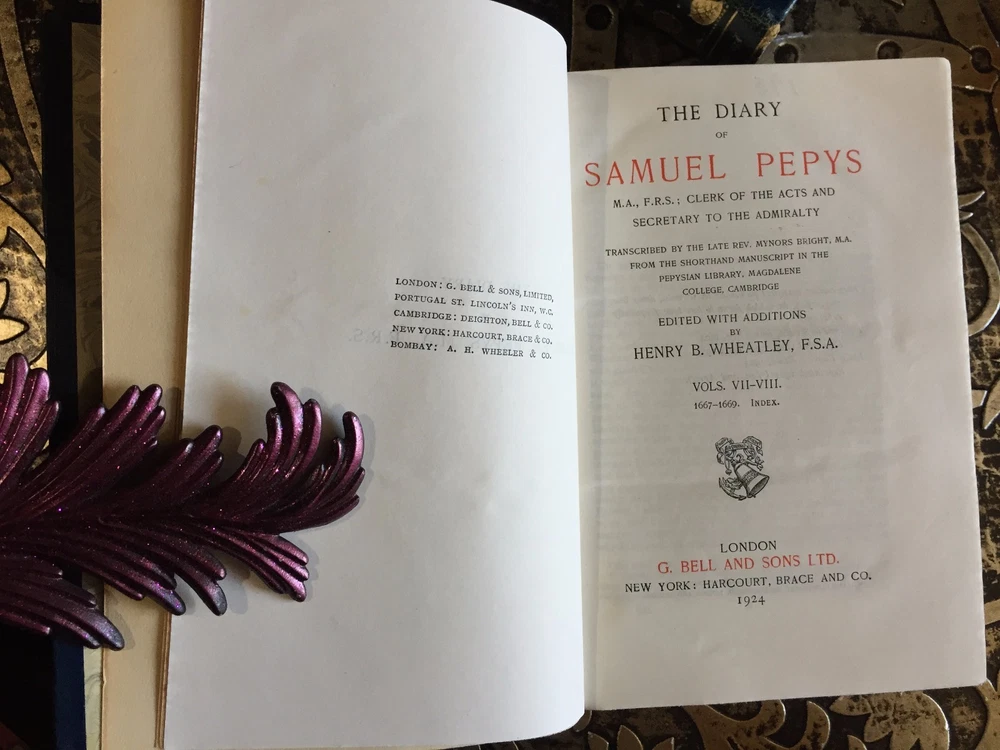 LONDON: G. BELL & SONS, LIMITED,
PORTUGAL ST. LINCOLN'S INN, W.C.
CAMBRIDGE: DEIGHTON, BELL & CO.
NEW YORK: HARCOURT, BRACE & CO.
BOMBAY: A. H. WHEELER & CO.
THE DIARY
OF
SAMUEL PEPYS
M.A., F.R.S.; CLERK OF THE ACTS AND
SECRETARY TO THE ADMIRALTY
TRANSCRIBED BY THE LATE REV. MYNORS BRIGHT, M.A.
FROM THE SHORTHAND MANUSCRIPT IN THE
PEPYSIAN LIBRARY, MAGDALENE
COLLEGE, CAMBRIDGE
EDITED WITH ADDITIONS
BY
HENRY B. WHEATLEY, F.S.A.
VOLS. VII–VIII.
1667–1669. INDEX.
LONDON
G. BELL AND SONS LTD.
NEW YORK: HARCOURT, BRACE AND CO.
1924